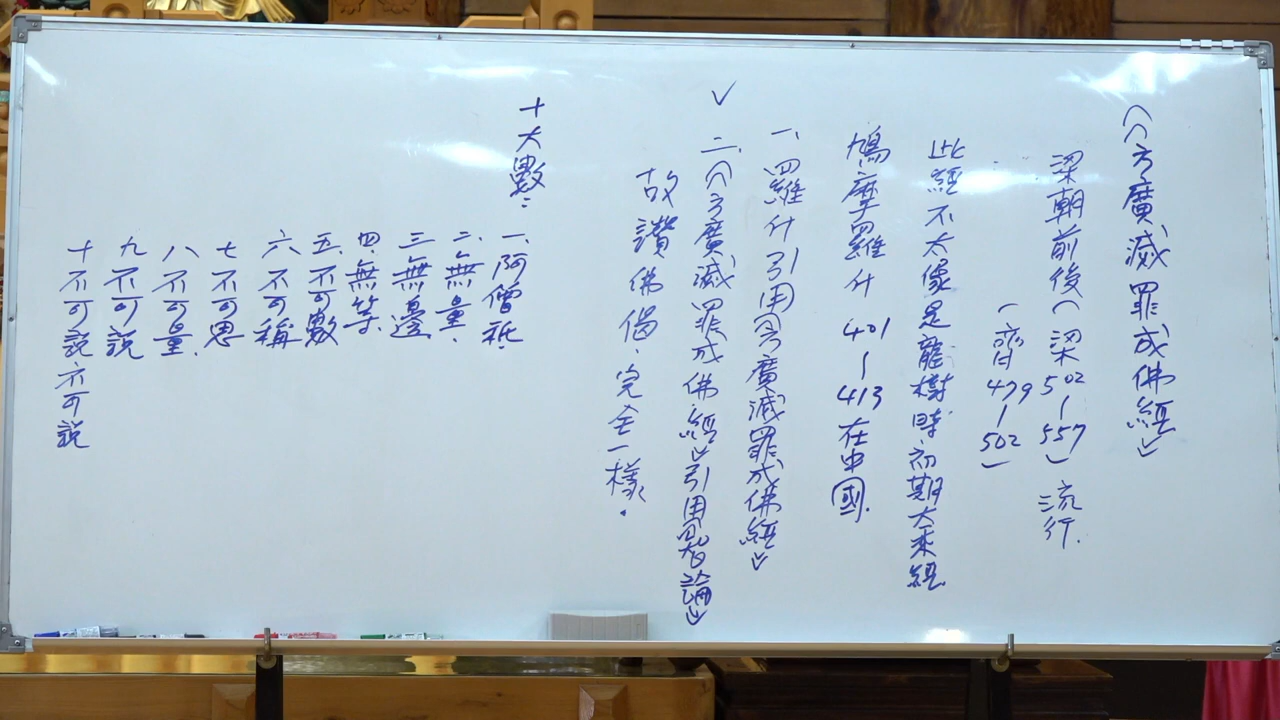 《方廣滅罪成佛經》
梁朝前後(梁502-557)流行.
(齊479-502)
此經不太像是龍樹時.初期大乘經
鳩摩羅什 401-413在中國.
一.羅什引用《方廣滅罪成佛經》
✓二.《方廣滅罪成佛經》引用《智論》
故讚佛偈.完全一樣.
十大數:
一.阿僧秖.
二.無量.
三無邊
四.無等.
五.不可數
六不可稱
七不可思
八不可量.
九不可說
十不可說不可說